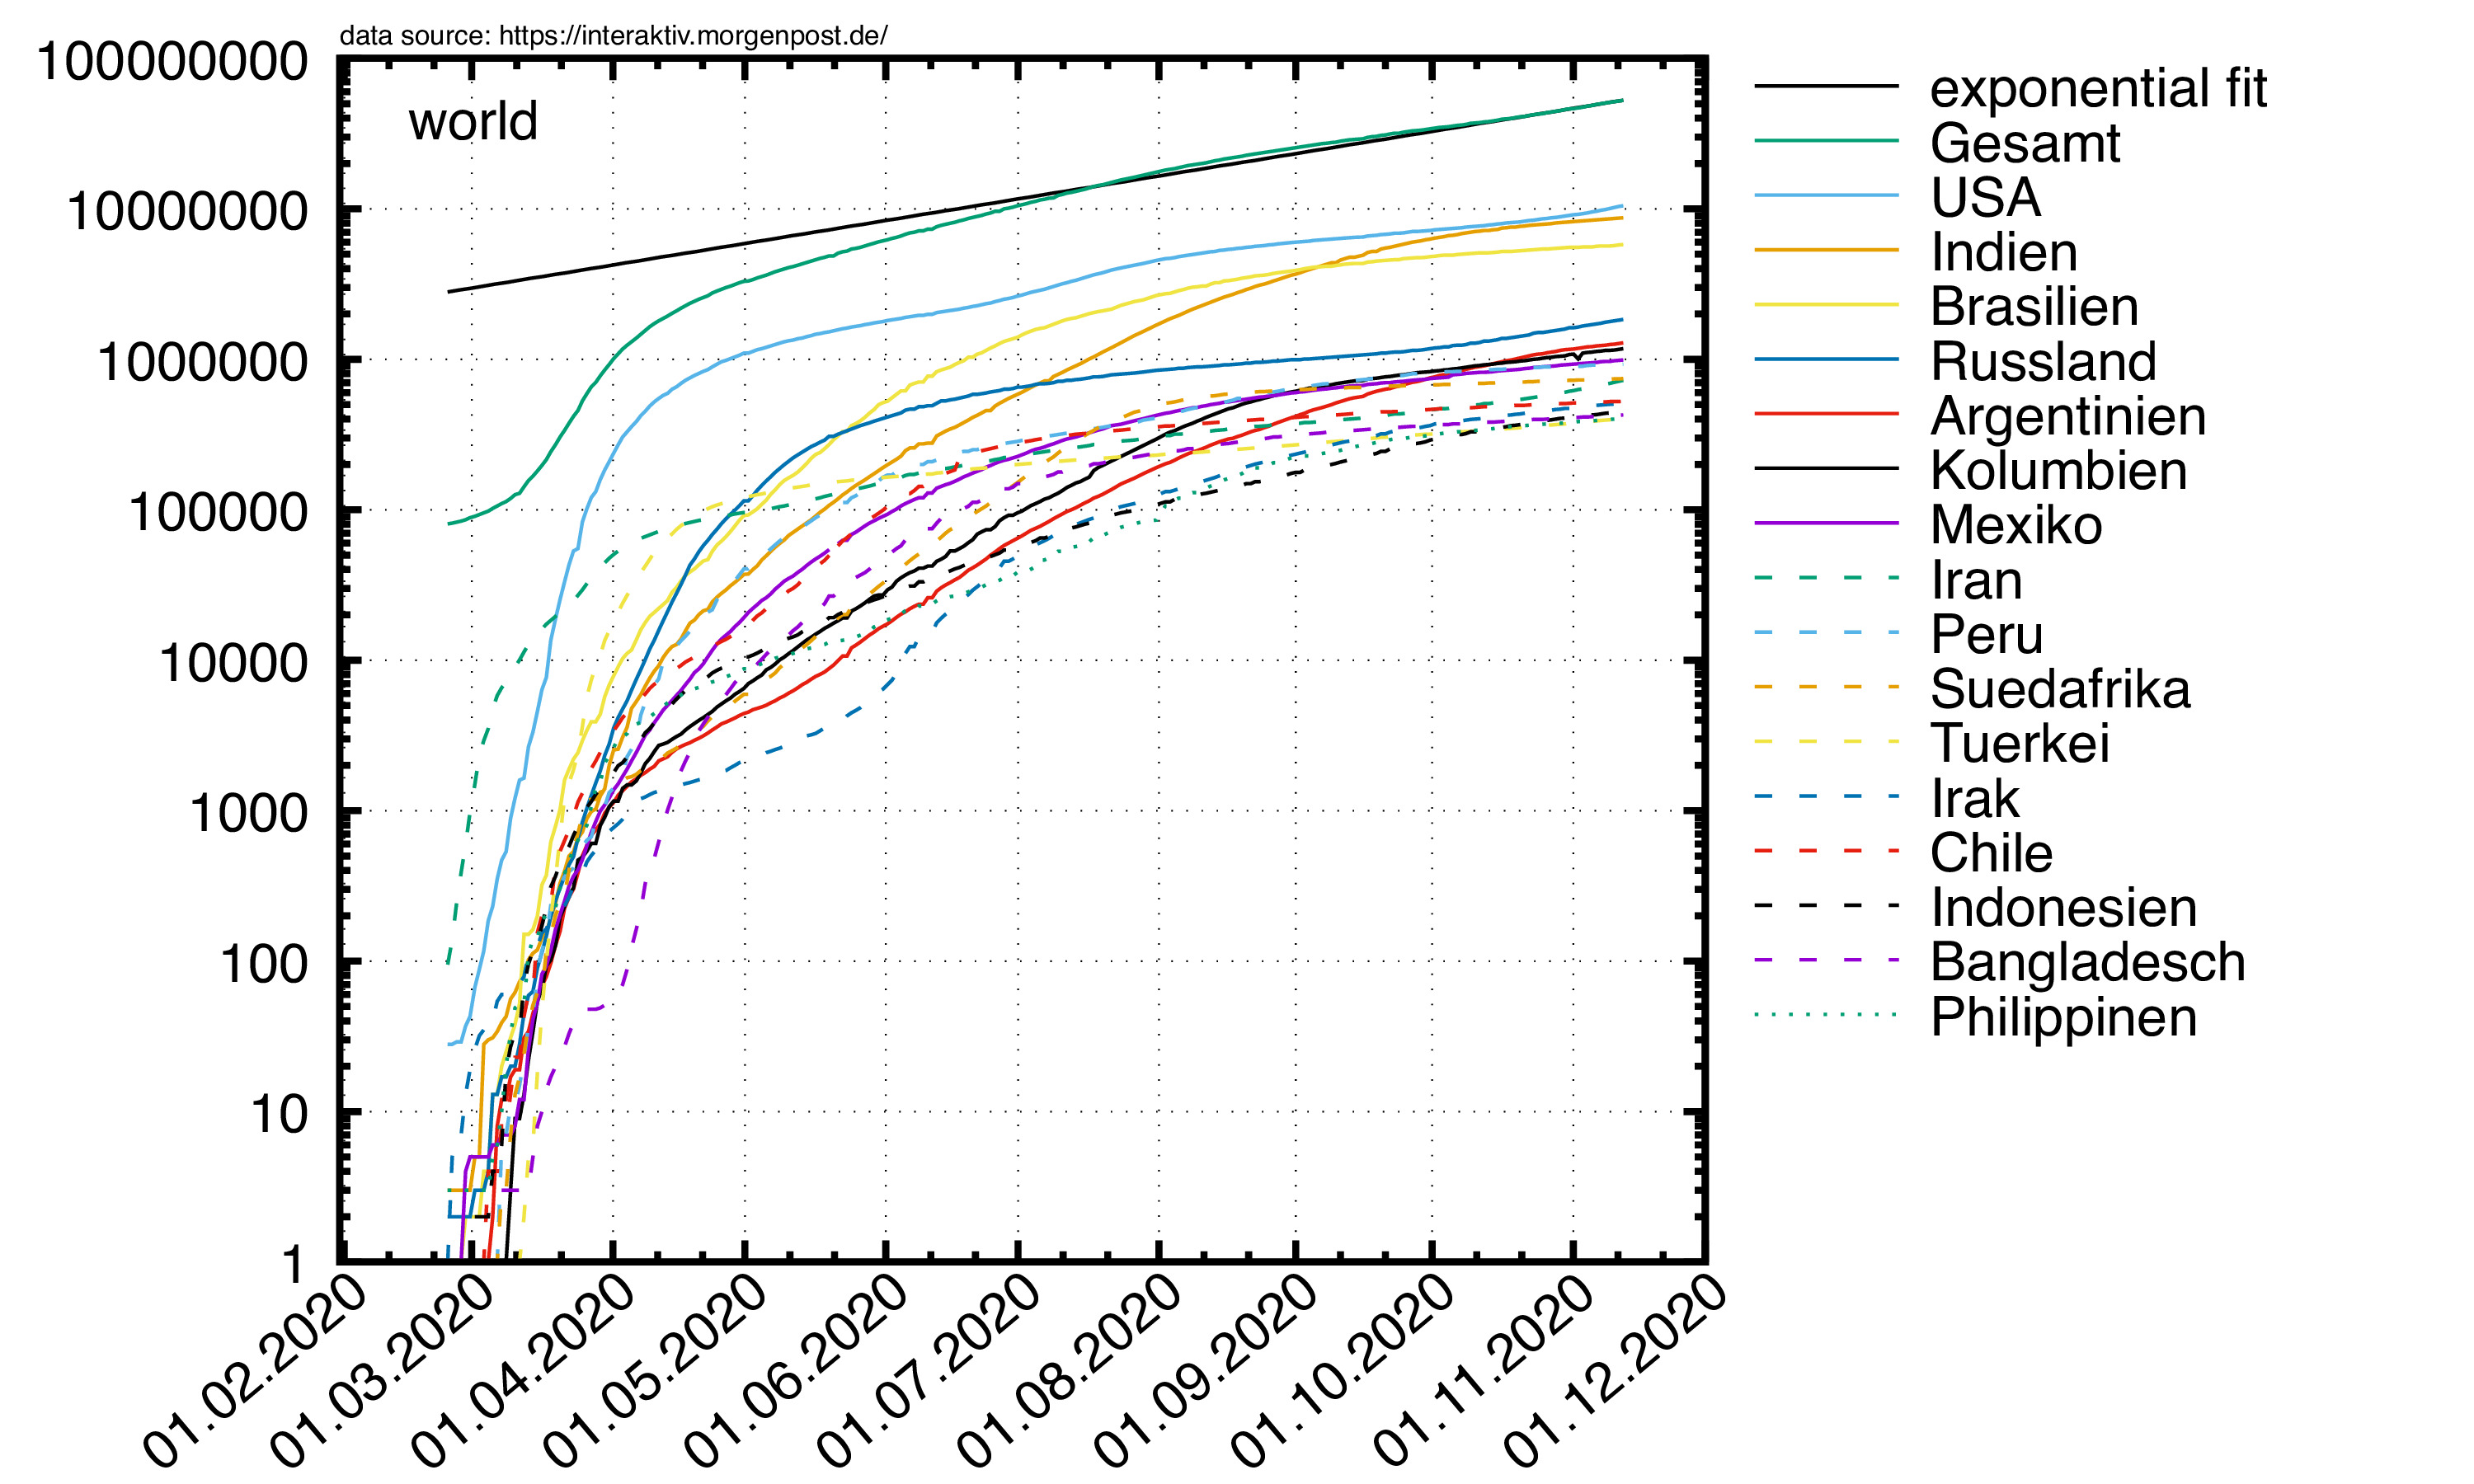 data source: https://interaktiv.morgenpost.de/
world
100000000
10000000
1000000
100000
10000
1000
100
10
1
01.02.2020
01.03.2020
01.04.2020
01.05.2020
01.06.2020
01.07.2020
01.08.2020
01.09.2020
01.10.2020
01.11.2020
01.12.2020
exponential fit
Gesamt
USA
Indien
Brasilien
Russland
Argentinien
Kolumbien
Mexiko
Iran
Peru
Suedafrika
Tuerkei
Irak
Chile
Indonesien
Bangladesch
Philippinen